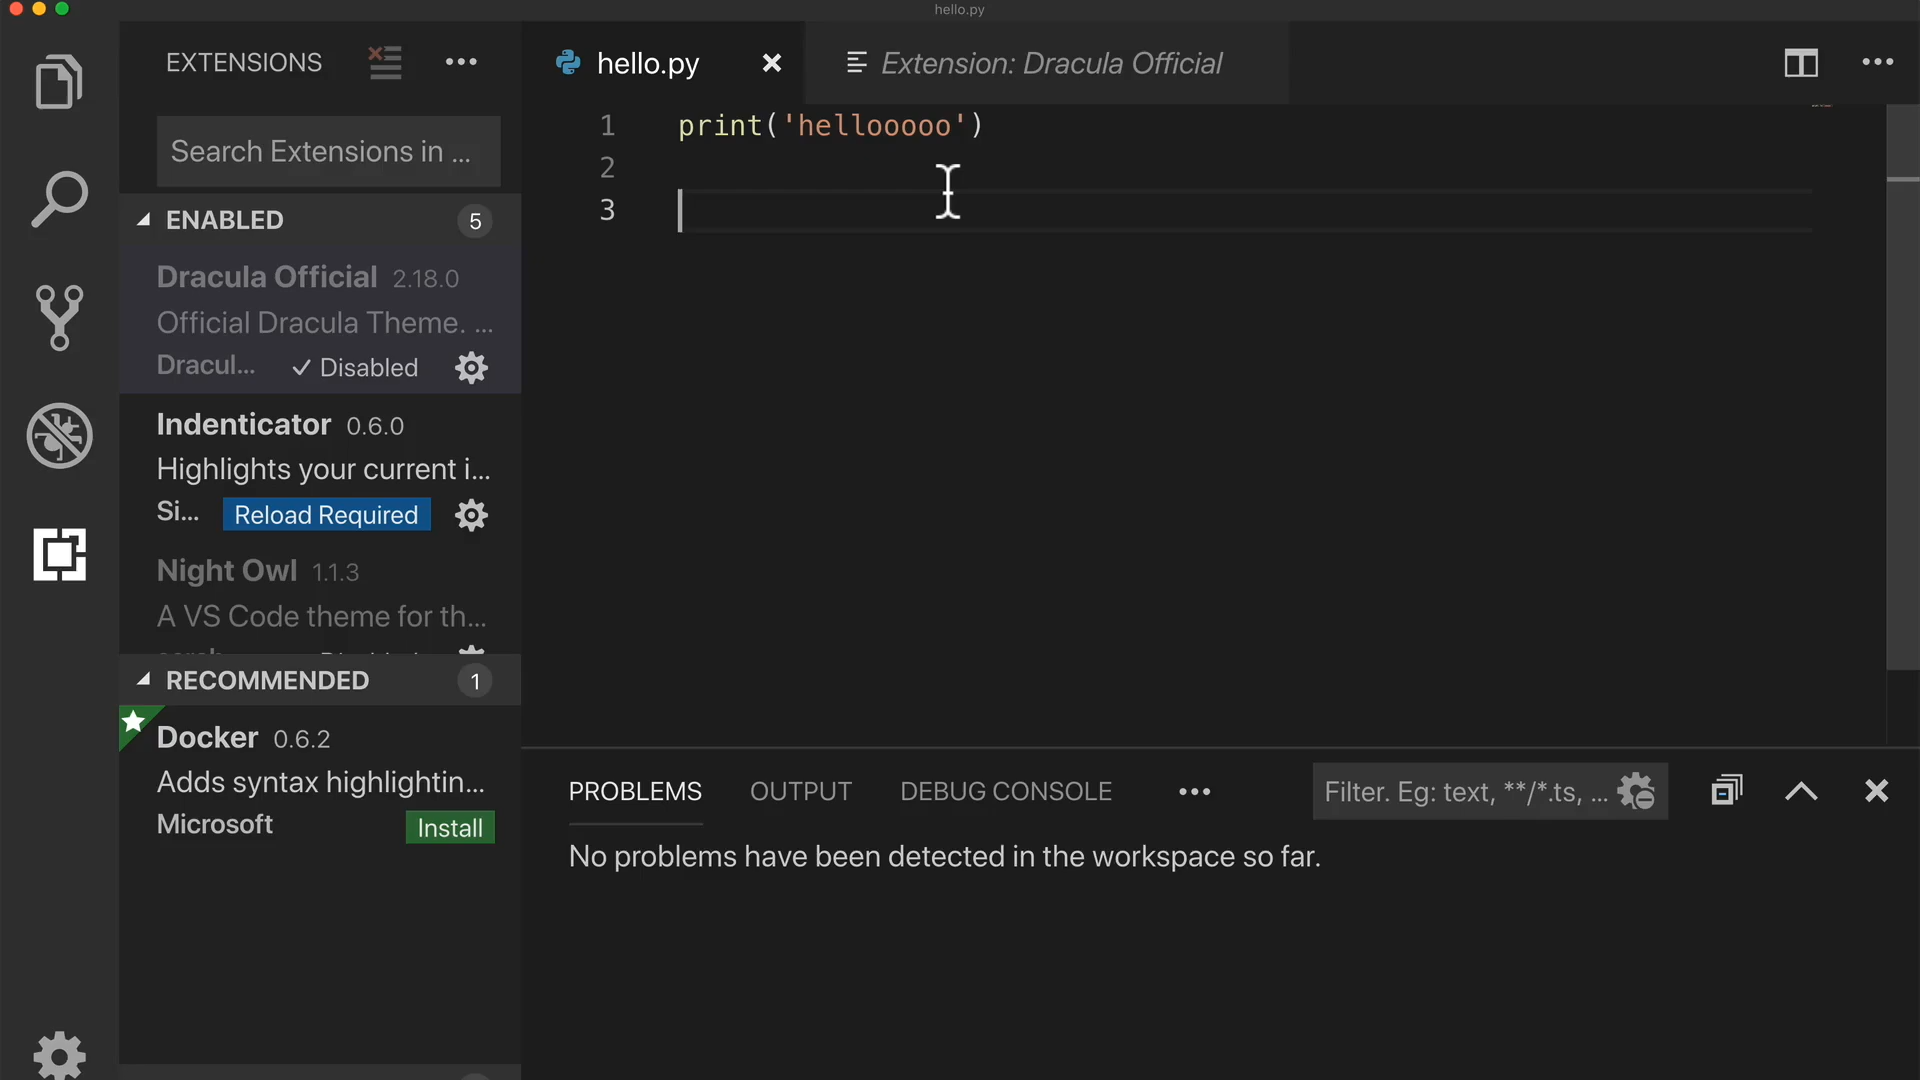 hello.py
EXTENSIONS
Search Extensions in ...
ENABLED 5
Dracula Official 2.18.0
Official Dracula Theme. ...
Dracul... ✓ Disabled
Indenticator 0.6.0
Highlights your current i...
Si... Reload Required
Night Owl 1.1.3
A VS Code theme for th...
RECOMMENDED 1
Docker 0.6.2
Adds syntax highlightin...
Microsoft Install
hello.py
Extension: Dracula Official
1 print('hellooooo')
2
3
PROBLEMS OUTPUT DEBUG CONSOLE
Filter. Eg: text, **/*.ts, ...
No problems have been detected in the workspace so far.